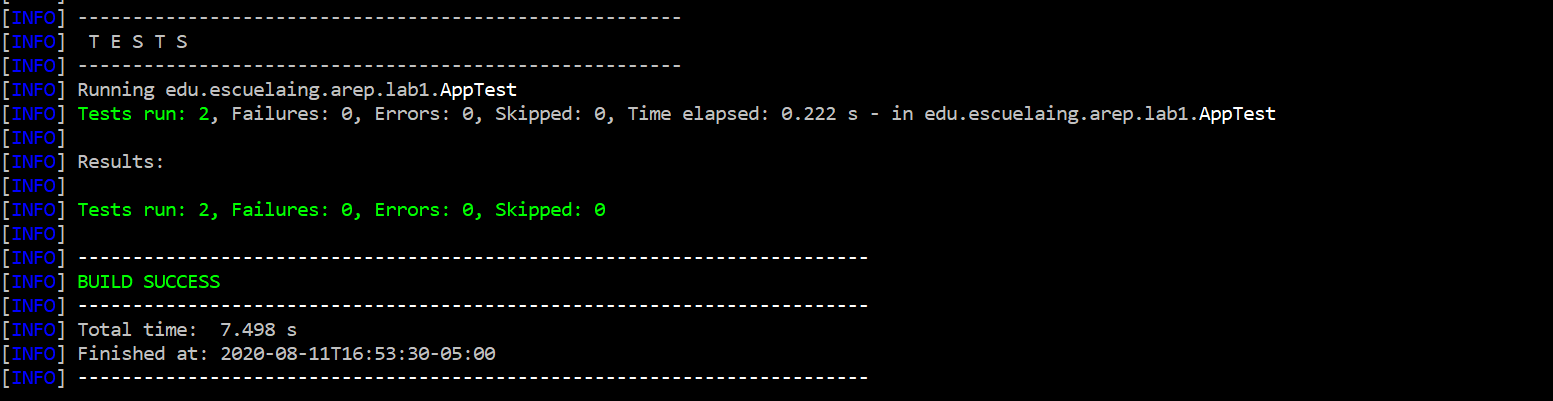 [INFO] -------------------------------------------------------
[INFO]  T E S T S
[INFO] -------------------------------------------------------
[INFO] Running edu.escuelaing.arep.lab1.AppTest
[INFO] Tests run: 2, Failures: 0, Errors: 0, Skipped: 0, Time elapsed: 0.222 s - in edu.escuelaing.arep.lab1.AppTest
[INFO]
[INFO] Results:
[INFO]
[INFO] Tests run: 2, Failures: 0, Errors: 0, Skipped: 0
[INFO]
[INFO] ------------------------------------------------------------------------
[INFO] BUILD SUCCESS
[INFO] ------------------------------------------------------------------------
[INFO] Total time:  7.498 s
[INFO] Finished at: 2020-08-11T16:53:30-05:00
[INFO] ------------------------------------------------------------------------